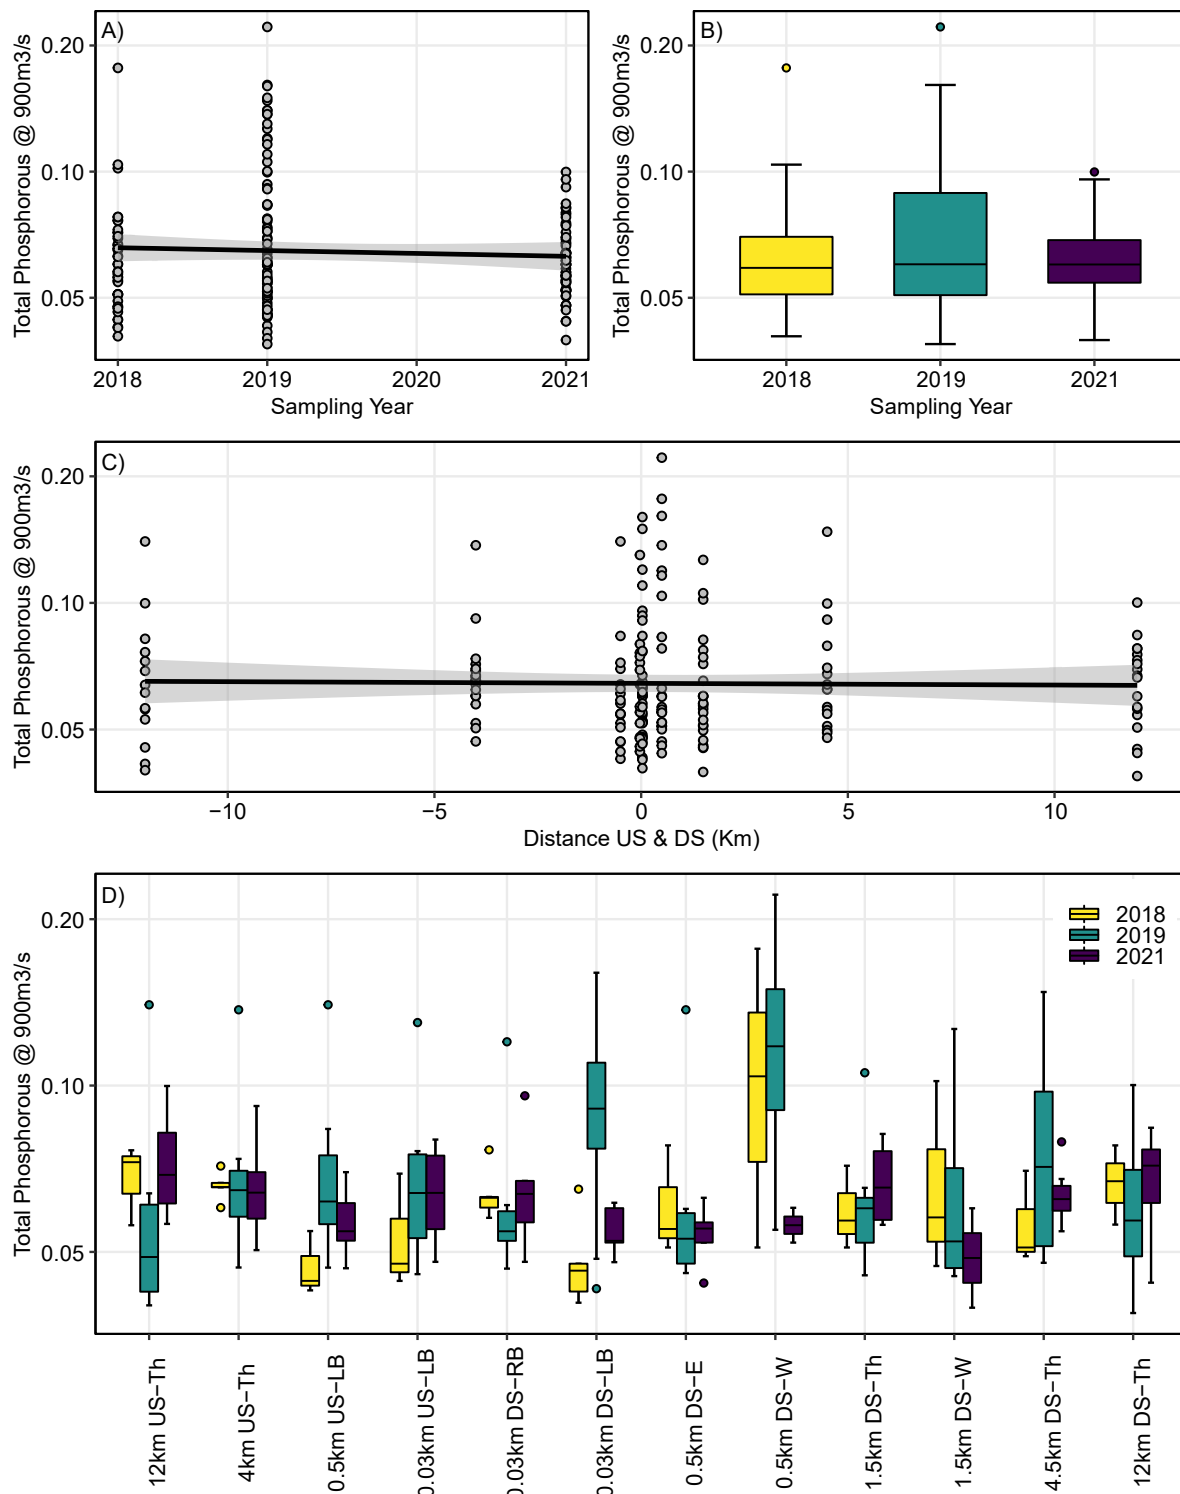 A)
B)
0.20
0.10
0.05
Total Phosphorous @ 900m3/s
2018
2019
2020
2021
Sampling Year
0.20
0.10
0.05
Total Phosphorous @ 900m3/s
2018
2019
2021
Sampling Year
C)
0.20
0.10
0.05
Total Phosphorous @ 900m3/s
−10
−5
0
5
10
Distance US & DS (Km)
D)
2018
2019
2021
0.20
0.10
0.05
Total Phosphorous @ 900m3/s
12km US−Th
4km US−Th
0.5km US−LB
0.03km US−LB
0.03km DS−RB
0.03km DS−LB
0.5km DS−E
0.5km DS−W
1.5km DS−Th
1.5km DS−W
4.5km DS−Th
12km DS−Th